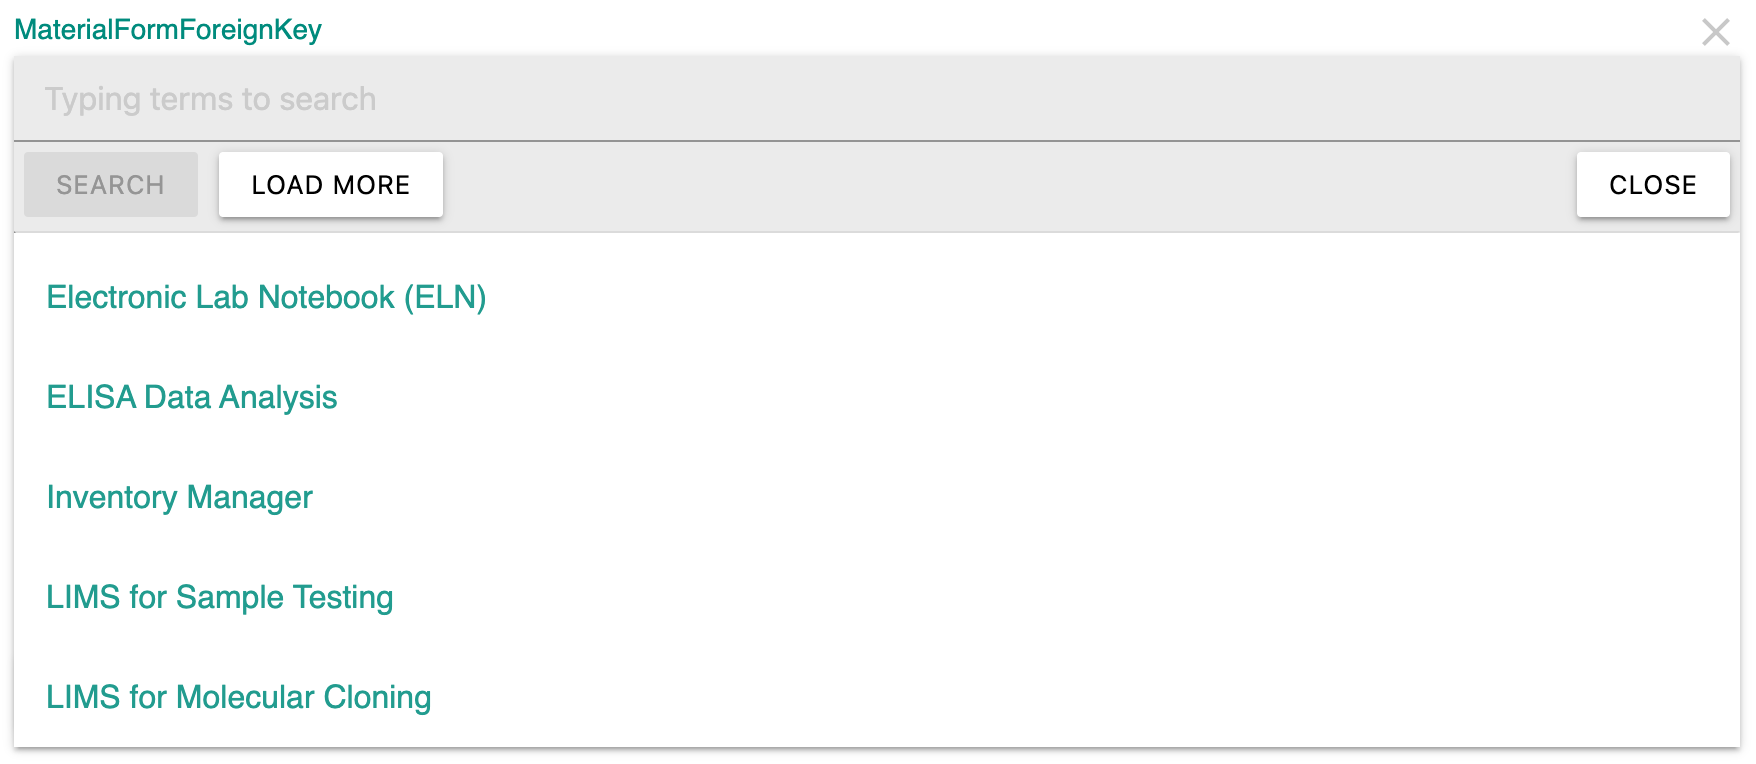 MaterialFormForeignKey
Typing terms to search
SEARCH LOAD MORE CLOSE
Electronic Lab Notebook (ELN)
ELISA Data Analysis
Inventory Manager
LIMS for Sample Testing
LIMS for Molecular Cloning